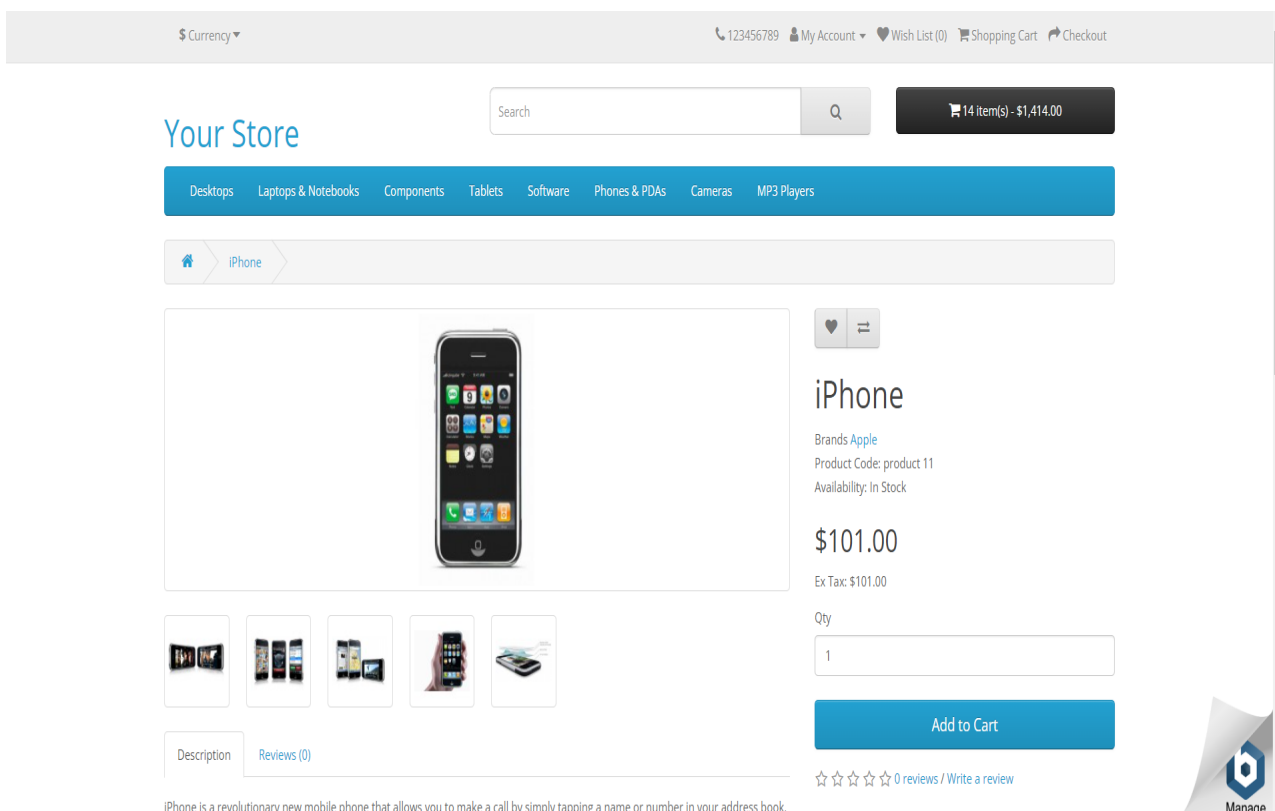 $ Currency
123456789 My Account Wish List (0) Shopping Cart Checkout
Your Store
Search
14 item(s) - $1,414.00
Desktops Laptops & Notebooks Components Tablets Software Phones & PDAs Cameras MP3 Players
iPhone
iPhone
Brands Apple
Product Code: product 11
Availability: In Stock
$101.00
Ex Tax: $101.00
Qty
1
Add to Cart
0 reviews / Write a review
Description Reviews (0)
iPhone is a revolutionary new mobile phone that allows you to make a call by simply tapping a name or number in your address book,
Manage